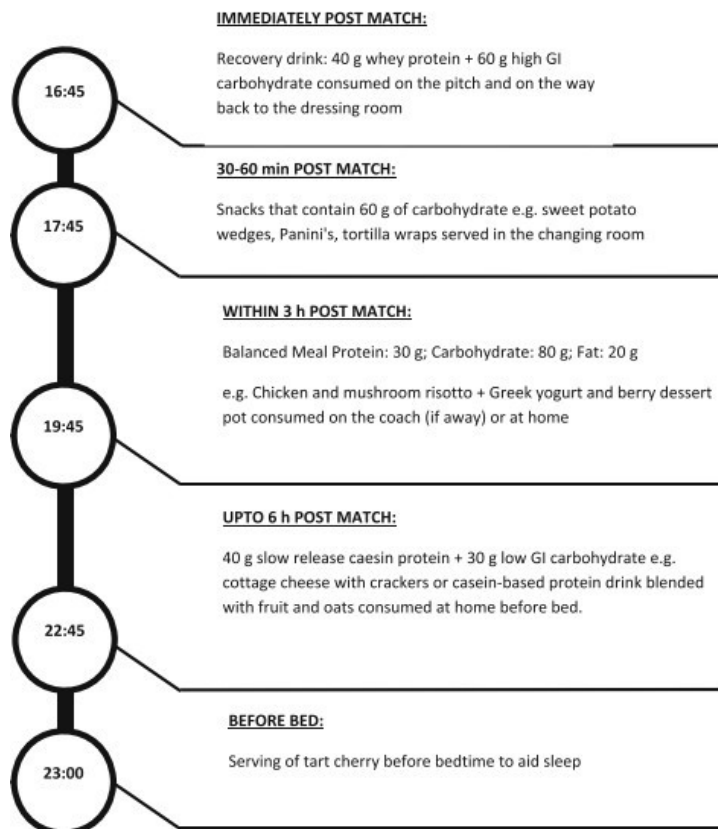 IMMEDIATELY POST MATCH:
Recovery drink: 40 g whey protein + 60 g high GI
carbohydrate consumed on the pitch and on the way
back to the dressing room
16:45
30-60 min POST MATCH:
Snacks that contain 60 g of carbohydrate e.g. sweet potato
wedges, Panini's, tortilla wraps served in the changing room
17:45
WITHIN 3 h POST MATCH:
Balanced Meal Protein: 30 g; Carbohydrate: 80 g; Fat: 20 g
e.g. Chicken and mushroom risotto + Greek yogurt and berry dessert
pot consumed on the coach (if away) or at home
19:45
UPTO 6 h POST MATCH:
40 g slow release caesin protein + 30 g low GI carbohydrate e.g.
cottage cheese with crackers or casein-based protein drink blended
with fruit and oats consumed at home before bed.
22:45
BEFORE BED:
Serving of tart cherry before bedtime to aid sleep
23:00